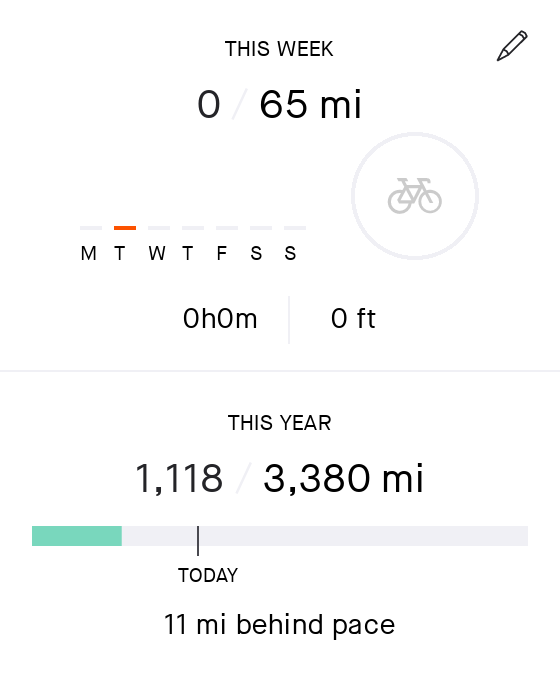 THIS WEEK
0 / 65 mi
M T W T F S S
0h0m 0 ft
THIS YEAR
1,118 / 3,380 mi
TODAY
11 mi behind pace